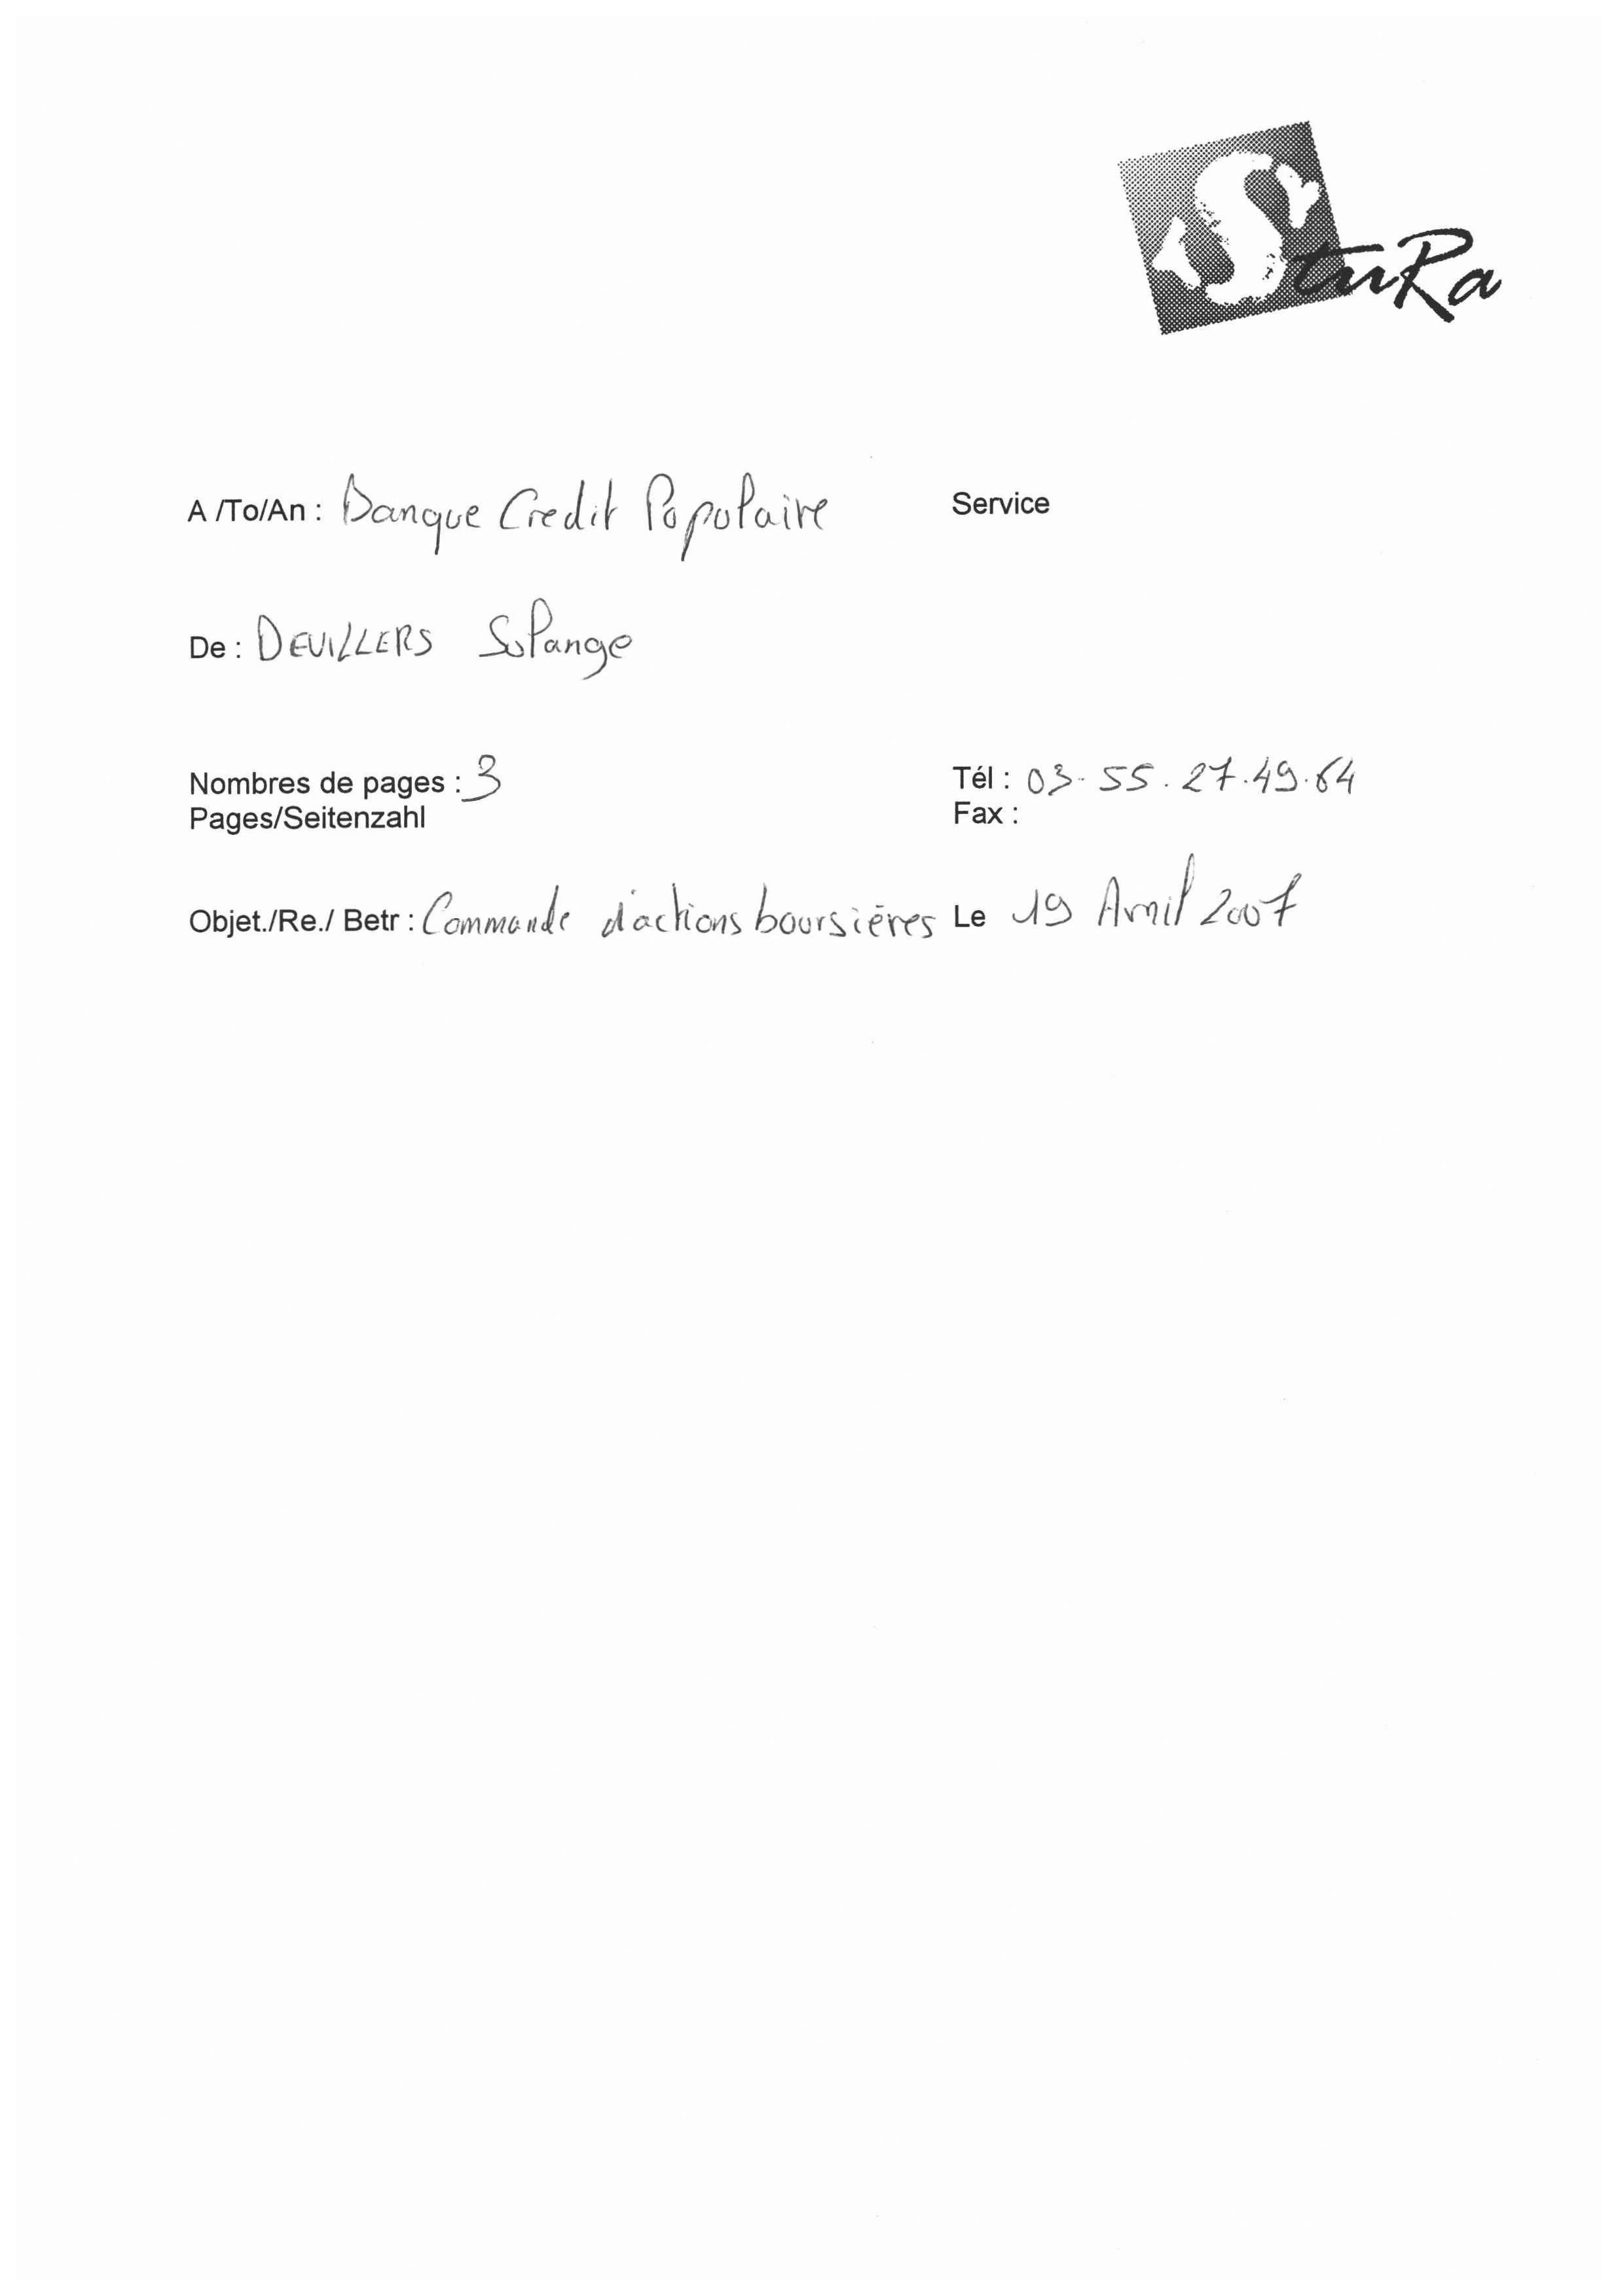 StuRa
A /To/An : Banque Credit Populaire Service
De : DEVILLERS Solange
Nombres de pages : 3 Tél : 03.55.27.49.64
Pages/Seitenzahl Fax :
Objet./Re./ Betr : Commande d'actions boursières Le 19 Avril 2007